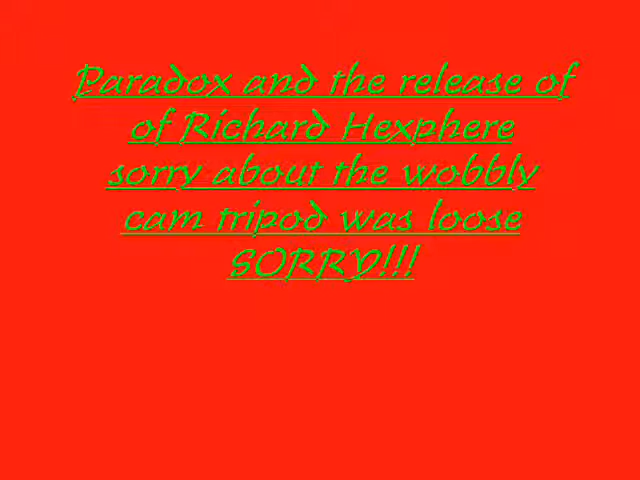 Paradox and the release of
of Richard Hexphere
sorry about the wobbly
cam tripod was loose
SORRY!!!